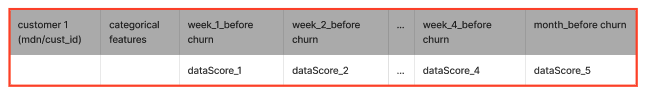 customer 1 (mdn/cust_id) categorical features week_1_before churn week_2_before churn ... week_4_before churn month_before churn
dataScore_1 dataScore_2 ... dataScore_4 dataScore_5